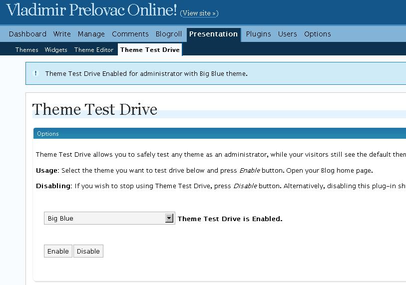 Vladimir Prelovac Online! (View site »)
Dashboard Write Manage Comments Blogroll Presentation Plugins Users Options
Themes Widgets Theme Editor Theme Test Drive
! Theme Test Drive Enabled for administrator with Big Blue theme.
Theme Test Drive
Options
Theme Test Drive allows you to safely test any theme as an administrator, while your visitors still see the default then
Usage: Select the theme you want to test drive below and press Enable button. Open your Blog home page.
Disabling: If you wish to stop using Theme Test Drive, press Disable button. Alternatively, disabling this plug-in sh
Big Blue Theme Test Drive is Enabled.
Enable Disable